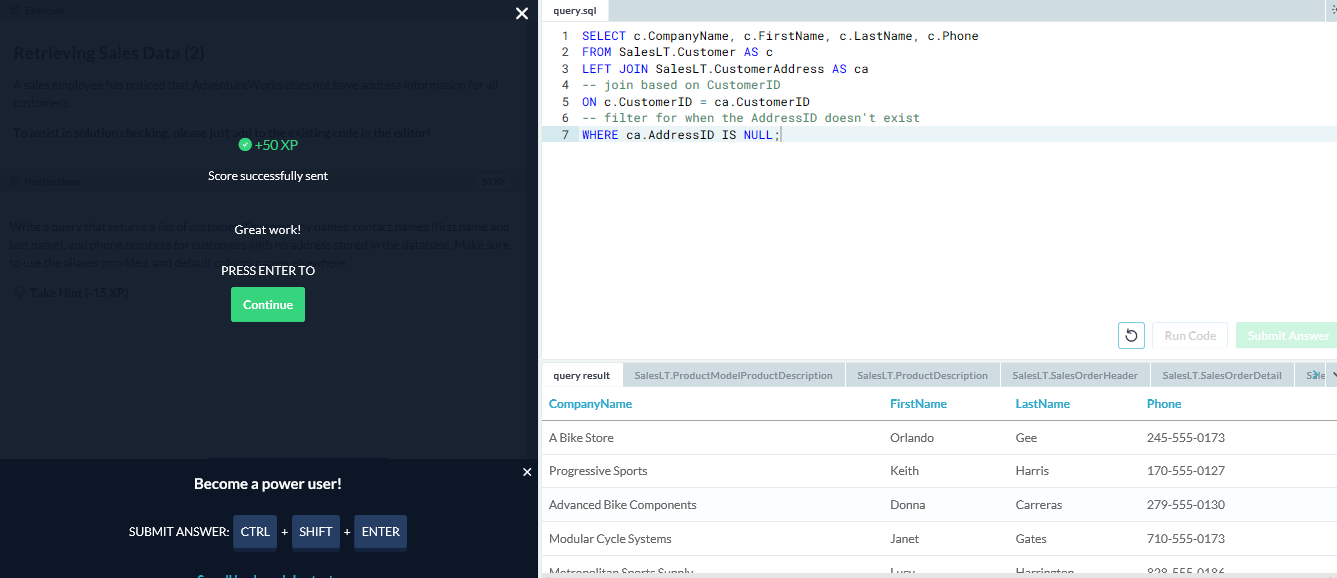 Exercise
Retrieving Sales Data (2)
A sales employee has noticed that AdventureWorks does not have address information for all
customers.
To assist in solution checking, please just add to the existing code in the editor!
+50 XP
Score successfully sent
Instructions
50 XP
Great work!
Write a query that returns a list of names, contact names (first name and
last name), and phone numbers for customers with no address stored in the database. Make sure
to use the aliases provided, and default
PRESS ENTER TO
Take Hint (-15 XP)
Continue
Become a power user!
SUBMIT ANSWER: CTRL + SHIFT + ENTER
query.sql
1 SELECT c.CompanyName, c.FirstName, c.LastName, c.Phone
2 FROM SalesLT.Customer AS c
3 LEFT JOIN SalesLT.CustomerAddress AS ca
4 -- join based on CustomerID
5 ON c.CustomerID = ca.CustomerID
6 -- filter for when the AddressID doesn't exist
7 WHERE ca.AddressID IS NULL;
Run Code
Submit Answer
query result
SalesLT.ProductModelProductDescription
SalesLT.ProductDescription
SalesLT.SalesOrderHeader
SalesLT.SalesOrderDetail
CompanyName FirstName LastName Phone
A Bike Store Orlando Gee 245-555-0173
Progressive Sports Keith Harris 170-555-0127
Advanced Bike Components Donna Carreras 279-555-0130
Modular Cycle Systems Janet Gates 710-555-0173
Metropolitan Sports Supply Lucy Harrington 828-555-0186